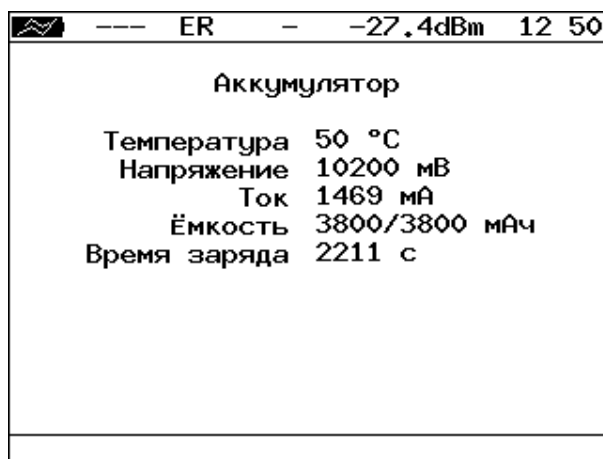 --- ER - -27.4dBm 12 50
Аккумулятор
Температура 50 °C
Напряжение 10200 мВ
Ток 1469 мА
Ёмкость 3800/3800 мАч
Время заряда 2211 с